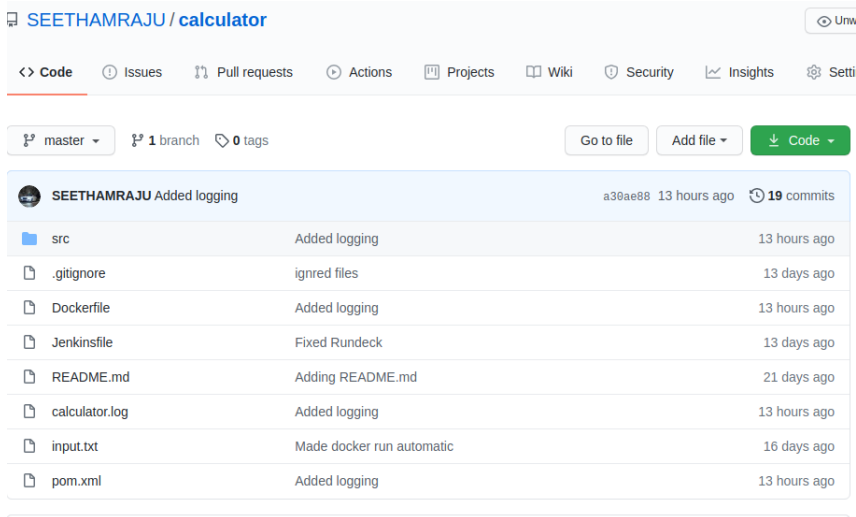 SEETHAMRAJU / calculator
Unw
<> Code Issues Pull requests Actions Projects Wiki Security Insights Setti
master 1 branch 0 tags Go to file Add file Code
SEETHAMRAJU Added logging a30ae88 13 hours ago 19 commits
src Added logging 13 hours ago
.gitignore ignred files 13 days ago
Dockerfile Added logging 13 hours ago
Jenkinsfile Fixed Rundeck 13 days ago
README.md Adding README.md 21 days ago
calculator.log Added logging 13 hours ago
input.txt Made docker run automatic 16 days ago
pom.xml Added logging 13 hours ago